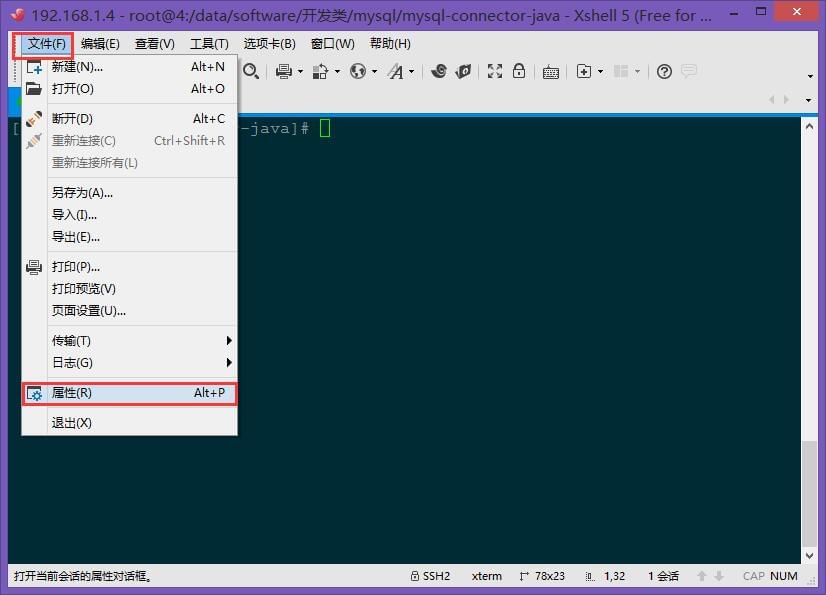 192.168.1.4 - root@4:/data/software/开发类/mysql/mysql-connector-java - Xshell 5 (Free for ...
文件(F) 编辑(E) 查看(V) 工具(T) 选项卡(B) 窗口(W) 帮助(H)
新建(N)... Alt+N
打开(O) Alt+O
断开(D) Alt+C
重新连接(C) Ctrl+Shift+R
重新连接所有(L)
另存为(A)...
导入(I)...
导出(E)...
打印(P)...
打印预览(V)
页面设置(U)...
传输(T)
日志(G)
属性(R) Alt+P
退出(X)
[ -java]#
打开当前会话的属性对话框。 SSH2 xterm 78x23 1,32 1 会话 CAP NUM